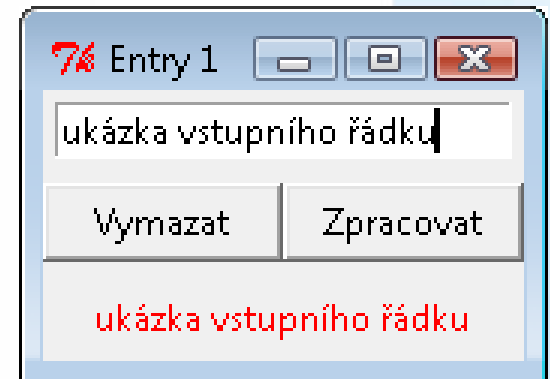 Entry 1
ukázka vstupního řádku
Vymazat Zpracovat
ukázka vstupního řádku